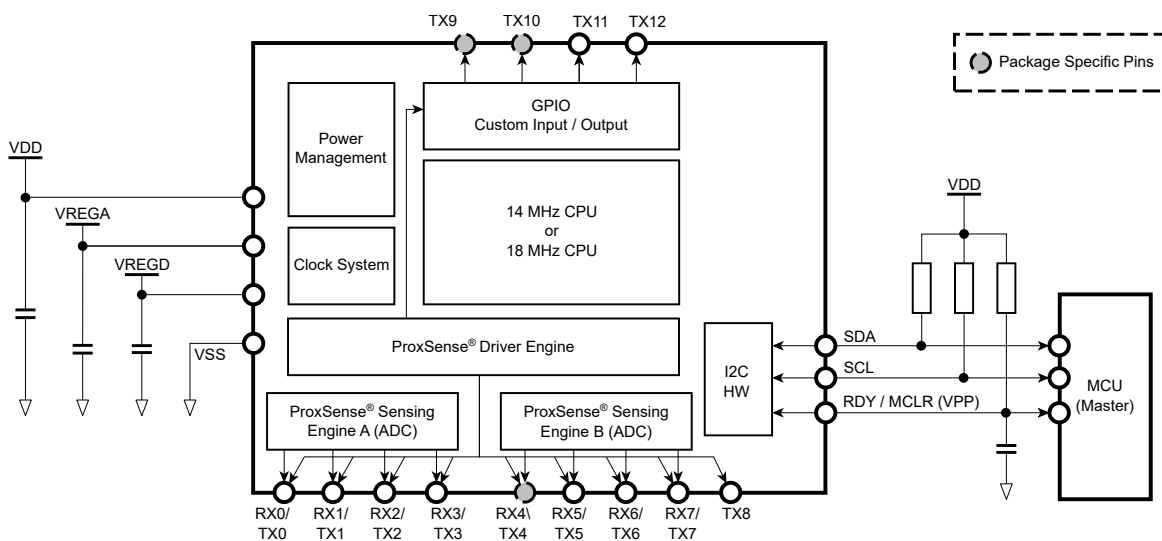 TX9
TX10
TX11
TX12
Package Specific Pins
GPIO
Custom Input / Output
Power
Management
VDD
VREGA
VREGD
VSS
14 MHz CPU
or
18 MHz CPU
Clock System
ProxSense® Driver Engine
ProxSense® Sensing
Engine A (ADC)
ProxSense® Sensing
Engine B (ADC)
I2C
HW
VDD
SDA
SCL
RDY / MCLR (VPP)
MCU
(Master)
RX0/
TX0
RX1/
TX1
RX2/
TX2
RX3/
TX3
RX4\
TX4
RX5/
TX5
RX6/
TX6
RX7/
TX7
TX8